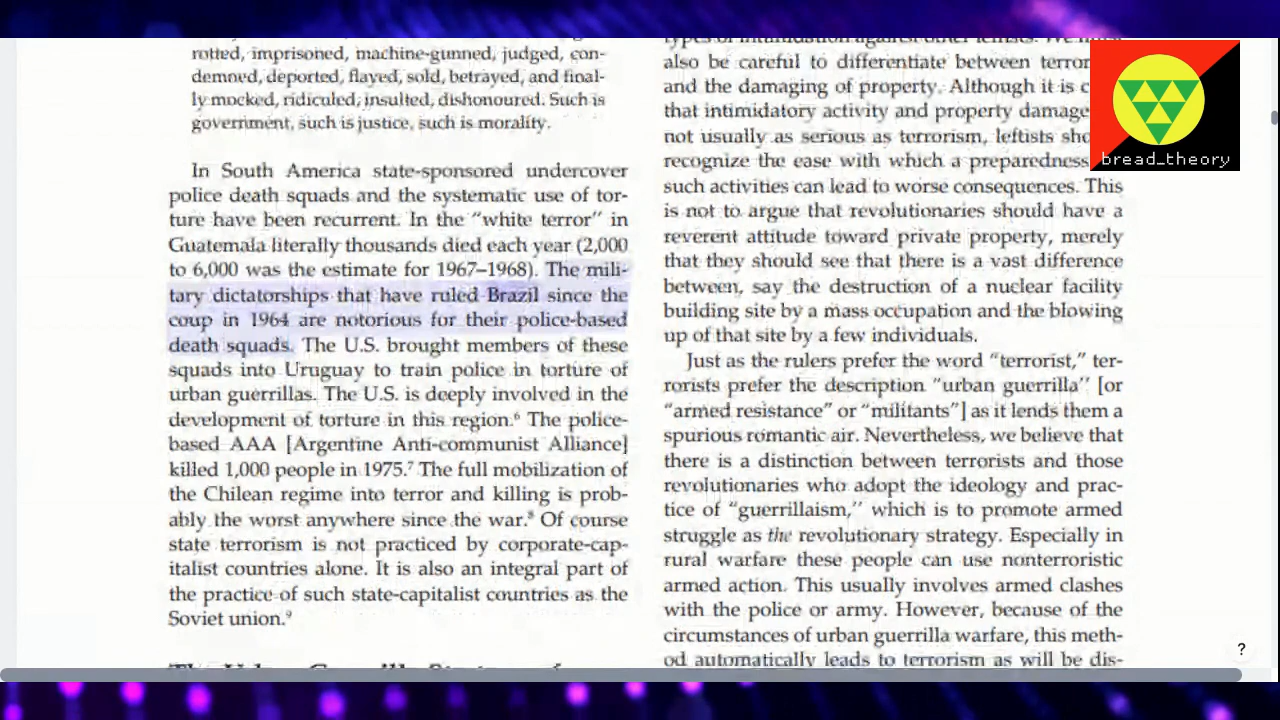 rotted, imprisoned, machine-gunned, judged, con-
demned, deported, flayed, sold, betrayed, and final-
ly mocked, ridiculed, insulted, dishonoured. Such is
government, such is justice, such is morality.
In South America state-sponsored undercover
police death squads and the systematic use of tor-
ture have been recurrent. In the “white terror” in
Guatemala literally thousands died each year (2,000
to 6,000 was the estimate for 1967–1968). The mili-
tary dictatorships that have ruled Brazil since the
coup in 1964 are notorious for their police-based
death squads. The U.S. brought members of these
squads into Uruguay to train police in torture of
urban guerrillas. The U.S. is deeply involved in the
development of torture in this region.⁶ The police-
based AAA [Argentine Anti-communist Alliance]
killed 1,000 people in 1975.⁷ The full mobilization of
the Chilean regime into terror and killing is prob-
ably the worst anywhere since the war.⁸ Of course
state terrorism is not practiced by corporate-cap-
italist countries alone. It is also an integral part of
the practice of such state-capitalist countries as the
Soviet union.⁹
types of intimidation against other leftists. We
also be careful to differentiate between terror
and the damaging of property. Although it is c
that intimidatory activity and property damage
not usually as serious as terrorism, leftists sho
recognize the ease with which a preparedness
such activities can lead to worse consequences. This
is not to argue that revolutionaries should have a
reverent attitude toward private property, merely
that they should see that there is a vast difference
between, say the destruction of a nuclear facility
building site by a mass occupation and the blowing
up of that site by a few individuals.
Just as the rulers prefer the word “terrorist,” ter-
rorists prefer the description “urban guerrilla” [or
“armed resistance” or “militants”] as it lends them a
spurious romantic air. Nevertheless, we believe that
there is a distinction between terrorists and those
revolutionaries who adopt the ideology and prac-
tice of “guerrillaism,” which is to promote armed
struggle as the revolutionary strategy. Especially in
rural warfare these people can use nonterroristic
armed action. This usually involves armed clashes
with the police or army. However, because of the
circumstances of urban guerrilla warfare, this meth-
od automatically leads to terrorism as will be dis-
bread_theory
?